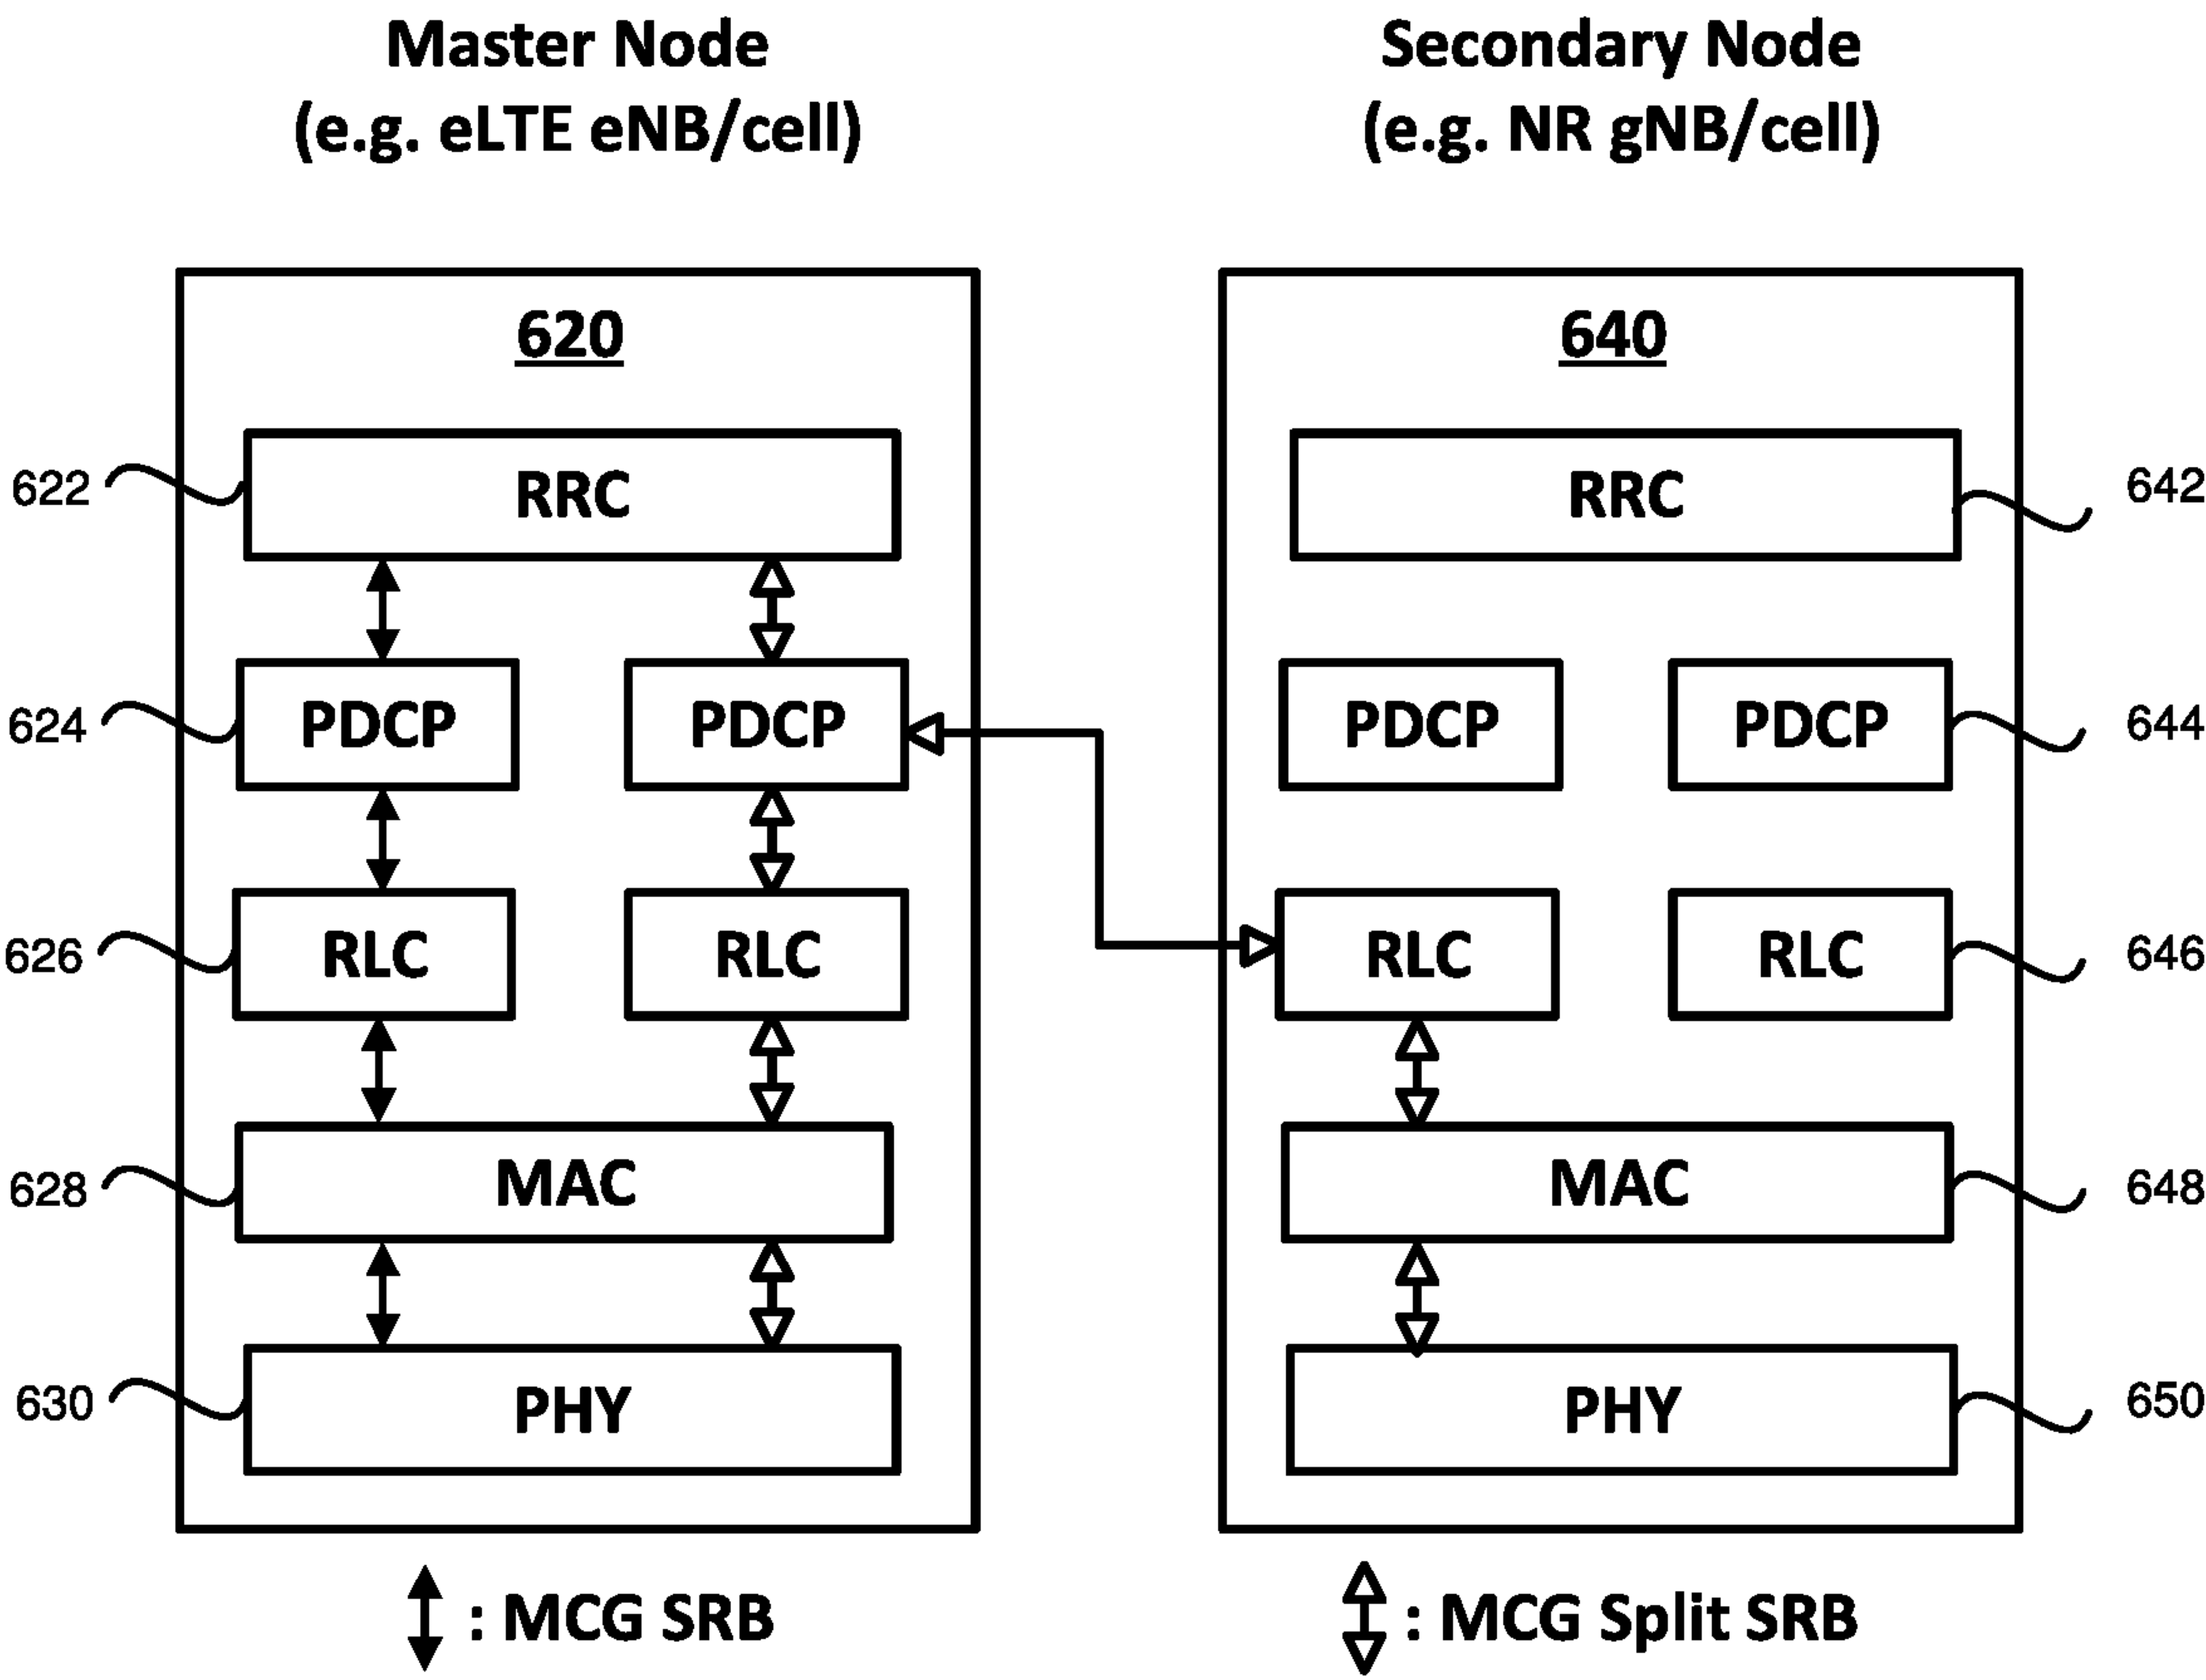 Master Node
(e.g. eLTE eNB/cell)
Secondary Node
(e.g. NR gNB/cell)
620
640
622
RRC
RRC
642
624
PDCP
PDCP
PDCP
PDCP
644
626
RLC
RLC
RLC
RLC
646
628
MAC
MAC
648
630
PHY
PHY
650
: MCG SRB
: MCG Split SRB